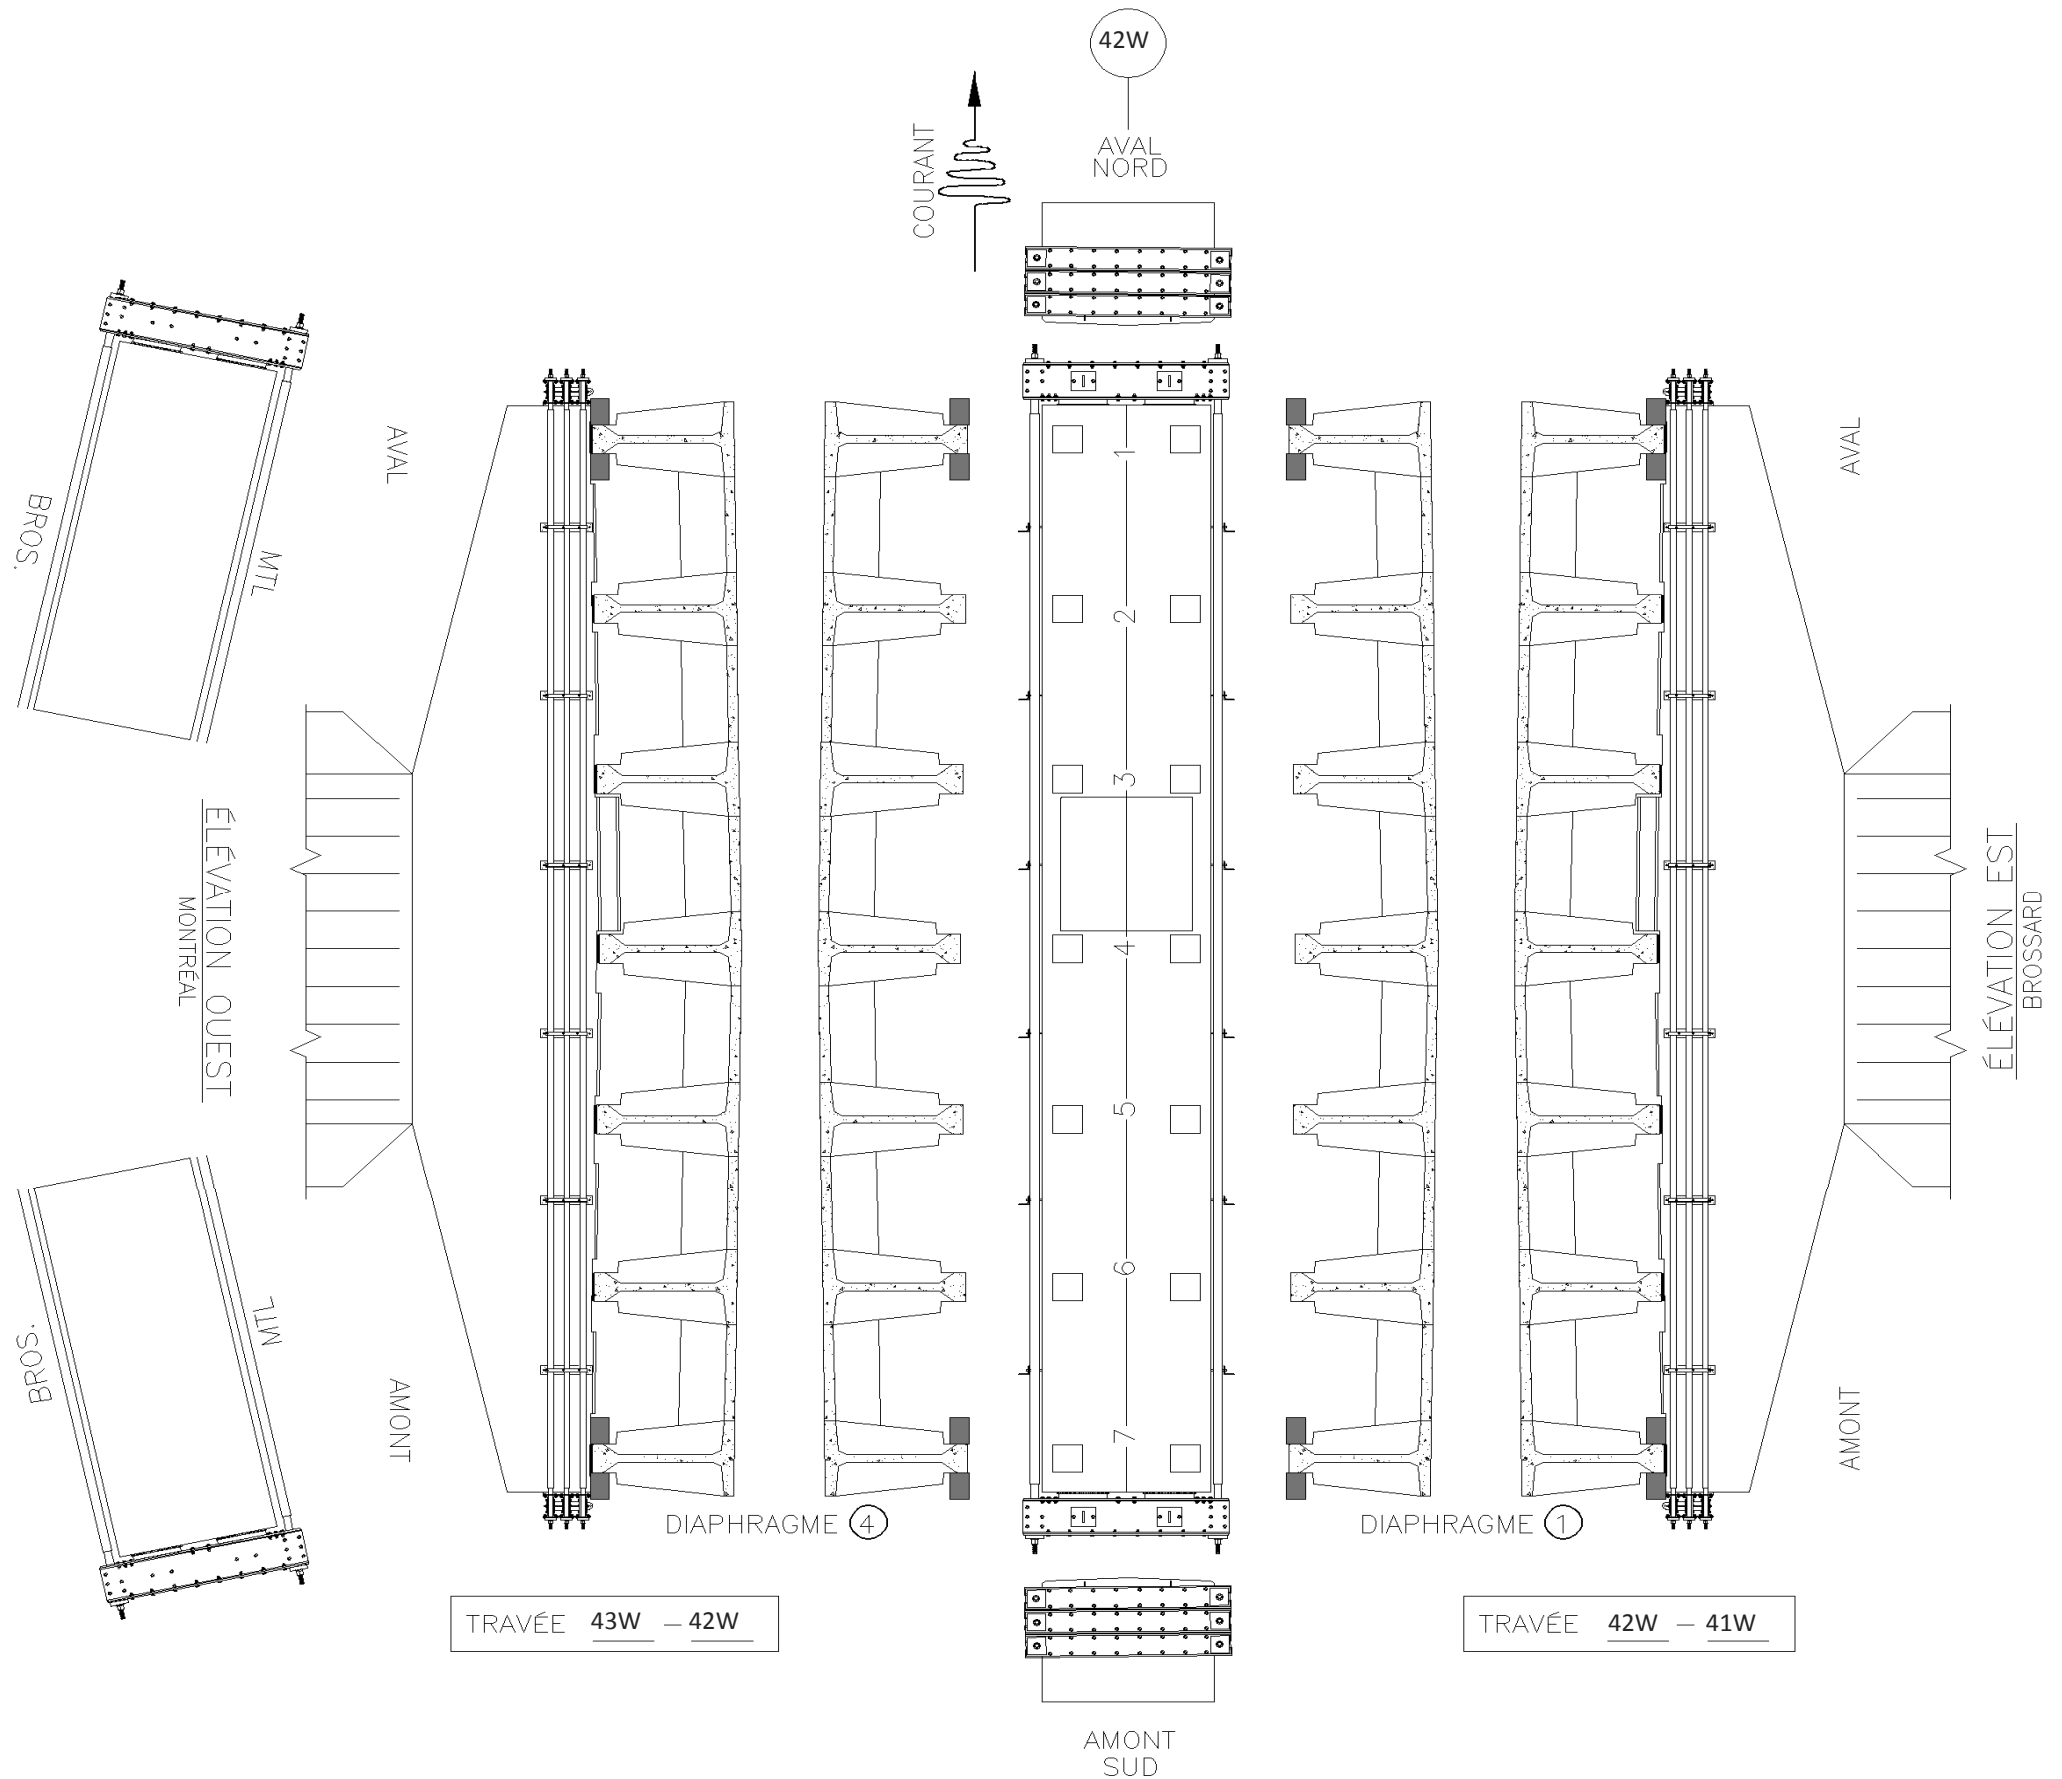 42W
AVAL
NORD
COURANT
BROS.
MTL
AVAL
AVAL
1
2
3
4
5
6
7
ÉLÉVATION OUEST
MONTRÉAL
ÉLÉVATION EST
BROSSARD
BROS.
MTL
AMONT
AMONT
DIAPHRAGME 4
DIAPHRAGME 1
TRAVÉE 43W – 42W
TRAVÉE 42W – 41W
AMONT
SUD